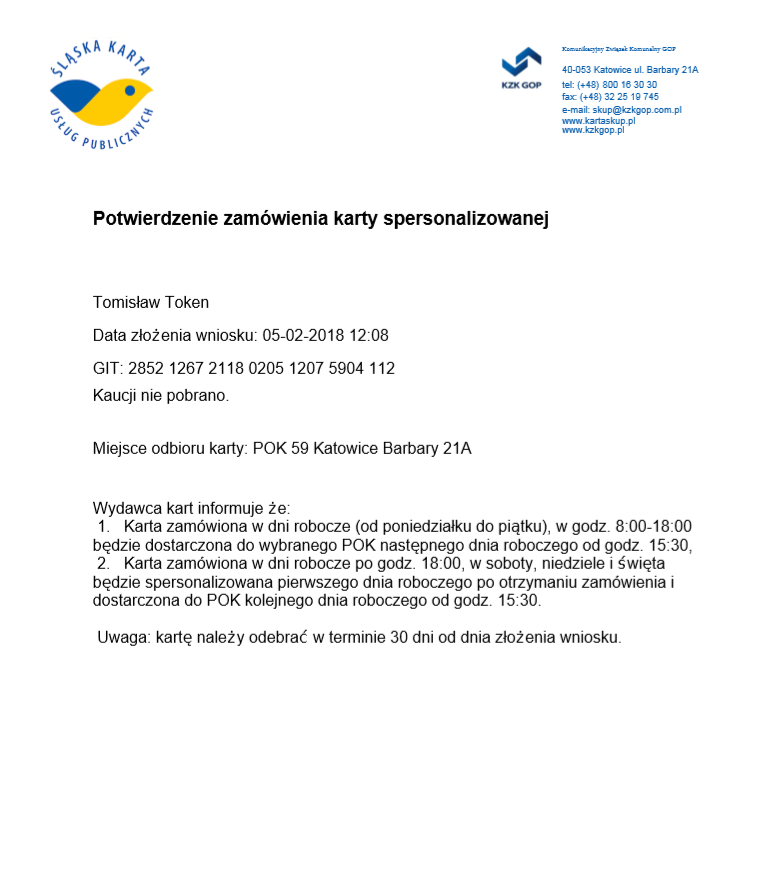 ŚLĄSKA KARTA
USŁUG PUBLICZNYCH
KZK GOP
Komunikacyjny Związek Komunalny GOP
40-053 Katowice ul. Barbary 21A
tel: (+48) 800 16 30 30
fax: (+48) 32 25 19 745
e-mail: skup@kzkgop.com.pl
www.kartaskup.pl
www.kzkgop.pl
Potwierdzenie zamówienia karty spersonalizowanej
Tomisław Token
Data złożenia wniosku: 05-02-2018 12:08
GIT: 2852 1267 2118 0205 1207 5904 112
Kaucji nie pobrano.
Miejsce odbioru karty: POK 59 Katowice Barbary 21A
Wydawca kart informuje że:
1. Karta zamówiona w dni robocze (od poniedziałku do piątku), w godz. 8:00-18:00
będzie dostarczona do wybranego POK następnego dnia roboczego od godz. 15:30,
2. Karta zamówiona w dni robocze po godz. 18:00, w soboty, niedziele i święta
będzie spersonalizowana pierwszego dnia roboczego po otrzymaniu zamówienia i
dostarczona do POK kolejnego dnia roboczego od godz. 15:30.
Uwaga: kartę należy odebrać w terminie 30 dni od dnia złożenia wniosku.